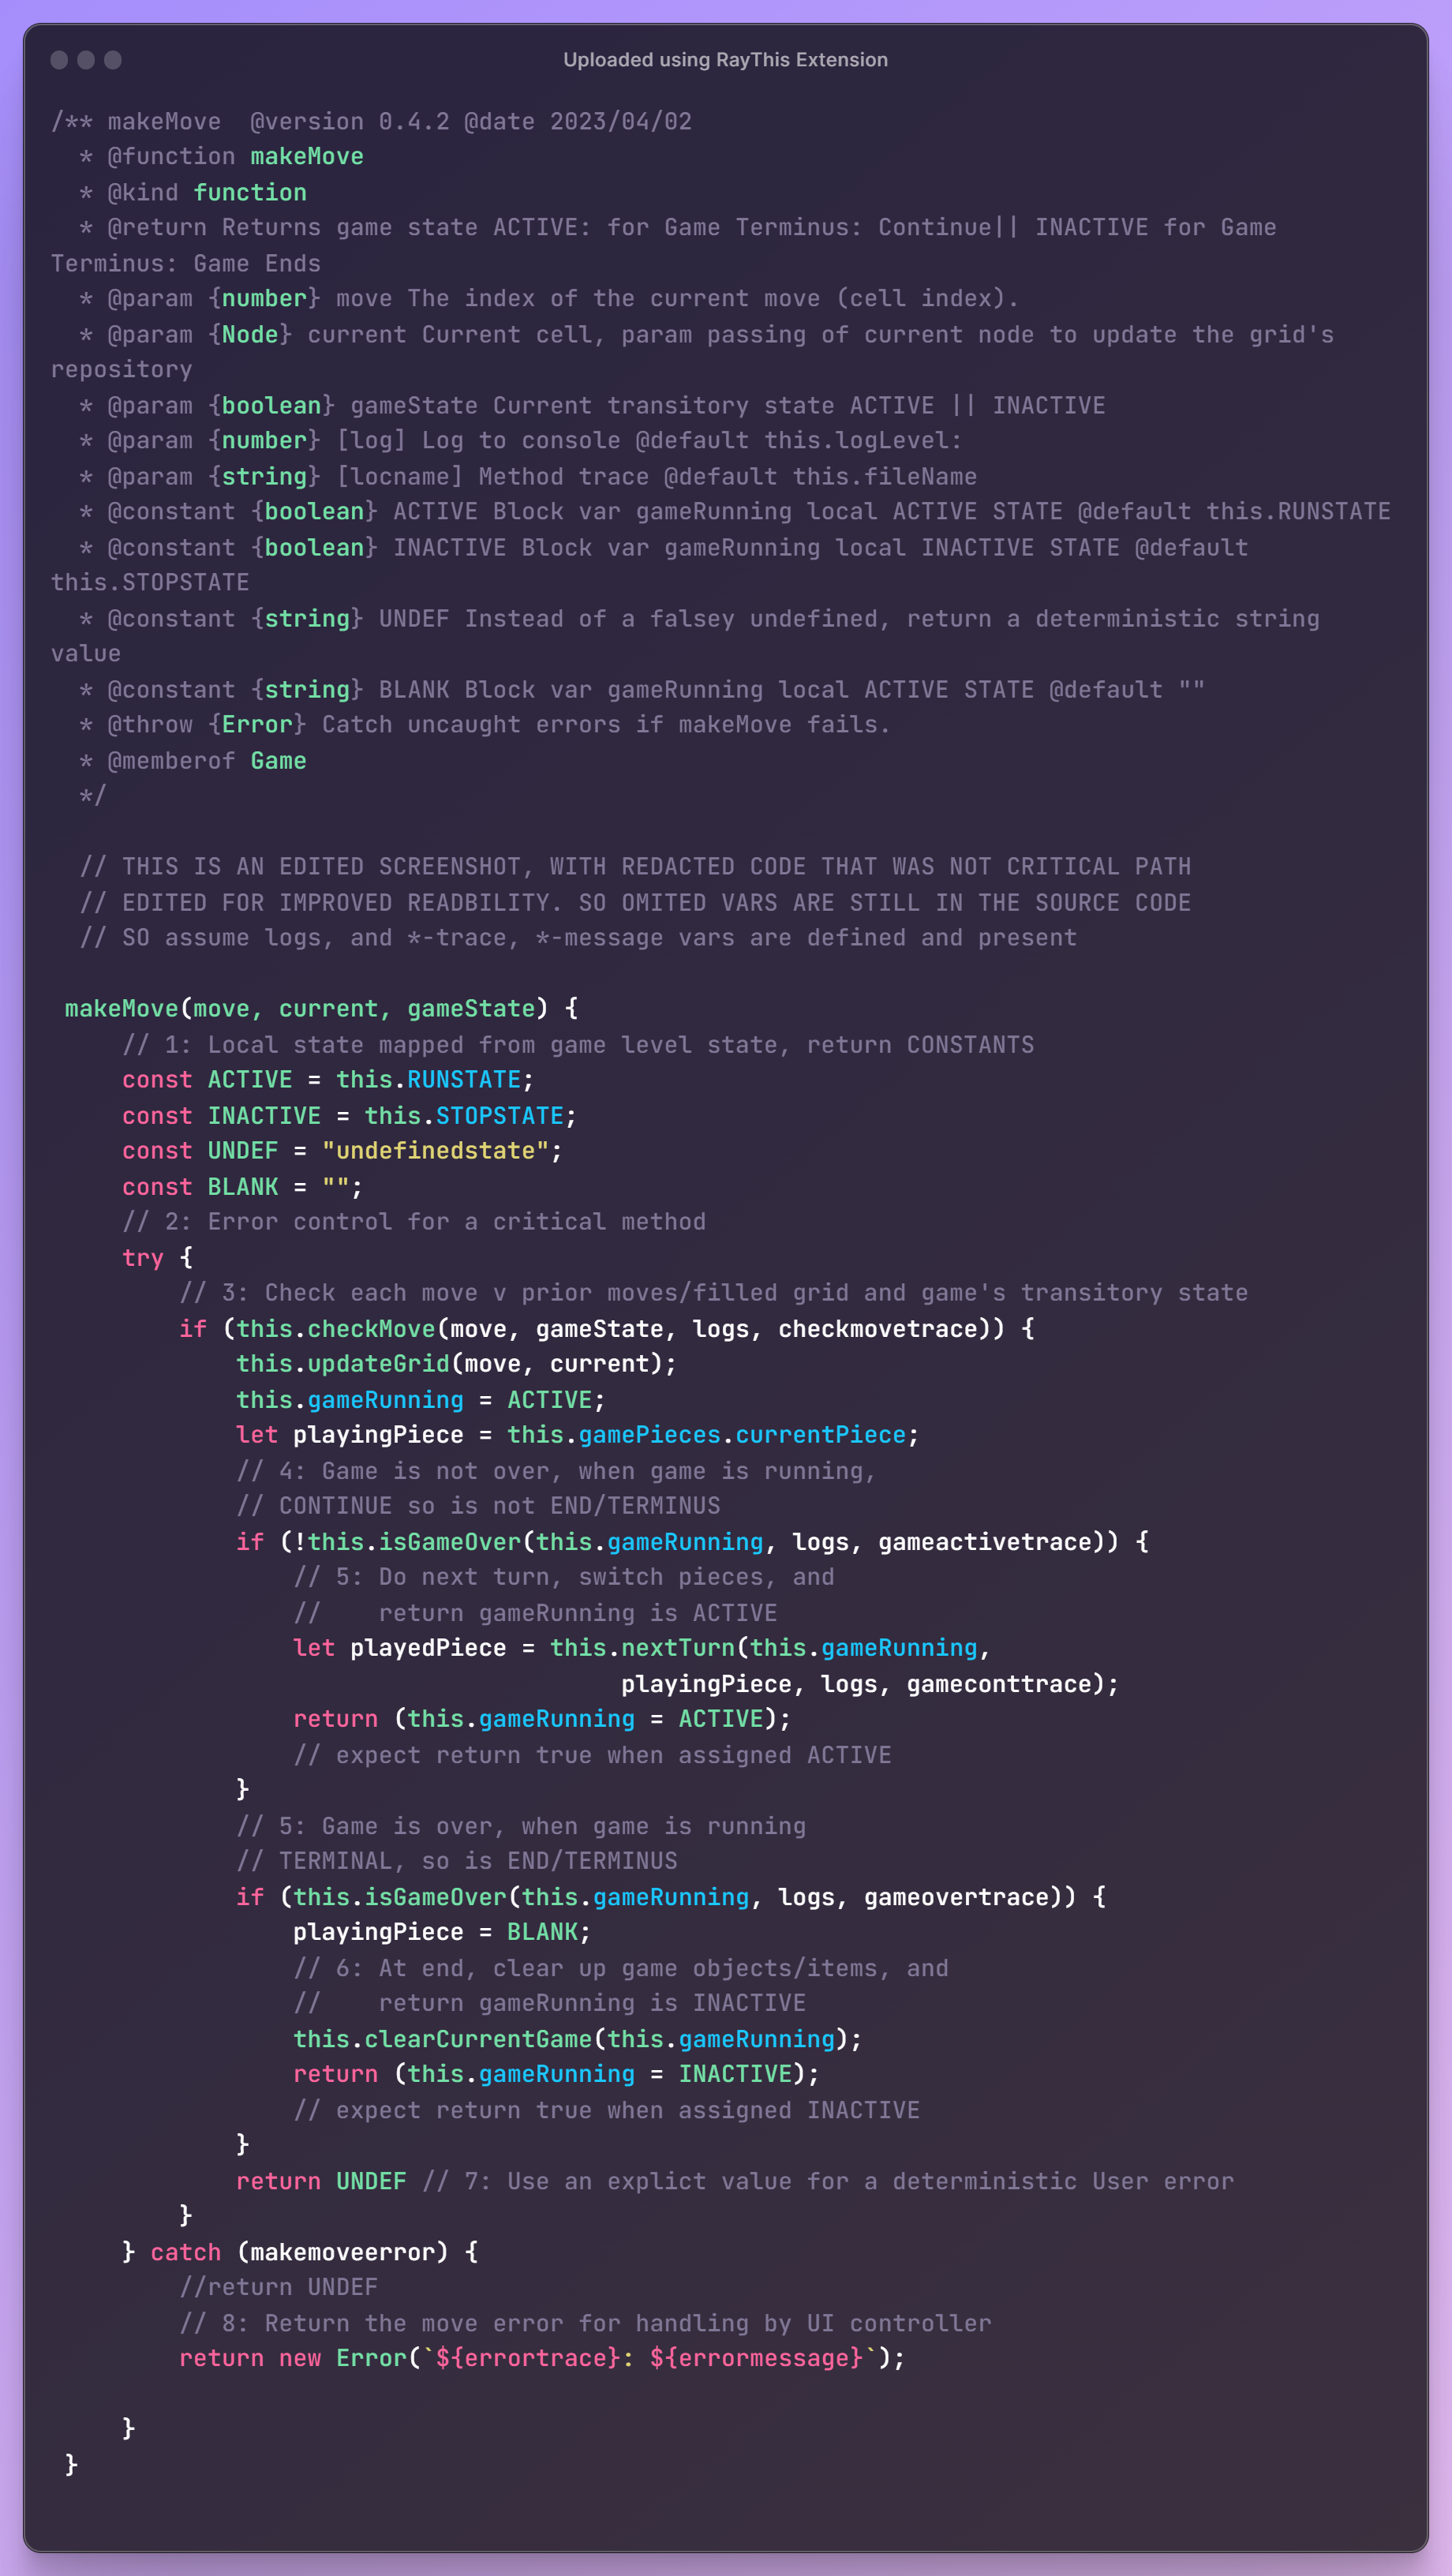 Uploaded using RayThis Extension
/** makeMove  @version 0.4.2 @date 2023/04/02
  * @function makeMove
  * @kind function
  * @return Returns game state ACTIVE: for Game Terminus: Continue|| INACTIVE for Game
Terminus: Game Ends
  * @param {number} move The index of the current move (cell index).
  * @param {Node} current Current cell, param passing of current node to update the grid's
repository
  * @param {boolean} gameState Current transitory state ACTIVE || INACTIVE
  * @param {number} [log] Log to console @default this.logLevel:
  * @param {string} [locname] Method trace @default this.fileName
  * @constant {boolean} ACTIVE Block var gameRunning local ACTIVE STATE @default this.RUNSTATE
  * @constant {boolean} INACTIVE Block var gameRunning local INACTIVE STATE @default
this.STOPSTATE
  * @constant {string} UNDEF Instead of a falsey undefined, return a deterministic string
value
  * @constant {string} BLANK Block var gameRunning local ACTIVE STATE @default ""
  * @throw {Error} Catch uncaught errors if makeMove fails.
  * @memberof Game
  */

  // THIS IS AN EDITED SCREENSHOT, WITH REDACTED CODE THAT WAS NOT CRITICAL PATH
  // EDITED FOR IMPROVED READBILITY. SO OMITED VARS ARE STILL IN THE SOURCE CODE
  // SO assume logs, and *-trace, *-message vars are defined and present

 makeMove(move, current, gameState) {
     // 1: Local state mapped from game level state, return CONSTANTS
     const ACTIVE = this.RUNSTATE;
     const INACTIVE = this.STOPSTATE;
     const UNDEF = "undefinedstate";
     const BLANK = "";
     // 2: Error control for a critical method
     try {
         // 3: Check each move v prior moves/filled grid and game's transitory state
         if (this.checkMove(move, gameState, logs, checkmovetrace)) {
             this.updateGrid(move, current);
             this.gameRunning = ACTIVE;
             let playingPiece = this.gamePieces.currentPiece;
             // 4: Game is not over, when game is running,
             // CONTINUE so is not END/TERMINUS
             if (!this.isGameOver(this.gameRunning, logs, gameactivetrace)) {
                 // 5: Do next turn, switch pieces, and
                 //    return gameRunning is ACTIVE
                 let playedPiece = this.nextTurn(this.gameRunning,
                                        playingPiece, logs, gameconttrace);
                 return (this.gameRunning = ACTIVE);
                 // expect return true when assigned ACTIVE
             }
             // 5: Game is over, when game is running
             // TERMINAL, so is END/TERMINUS
             if (this.isGameOver(this.gameRunning, logs, gameovertrace)) {
                 playingPiece = BLANK;
                 // 6: At end, clear up game objects/items, and
                 //    return gameRunning is INACTIVE
                 this.clearCurrentGame(this.gameRunning);
                 return (this.gameRunning = INACTIVE);
                 // expect return true when assigned INACTIVE
             }
             return UNDEF // 7: Use an explict value for a deterministic User error
         }
     } catch (makemoveerror) {
         //return UNDEF
         // 8: Return the move error for handling by UI controller
         return new Error(`${errortrace}: ${errormessage}`);

     }
 }